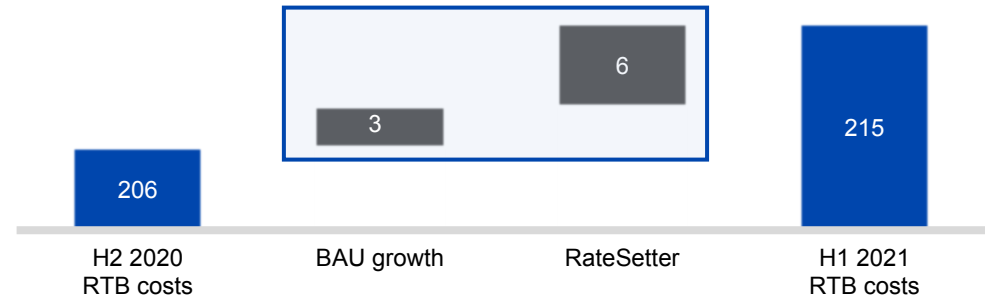 6
3
215
206
H2 2020
RTB costs
BAU growth
RateSetter
H1 2021
RTB costs